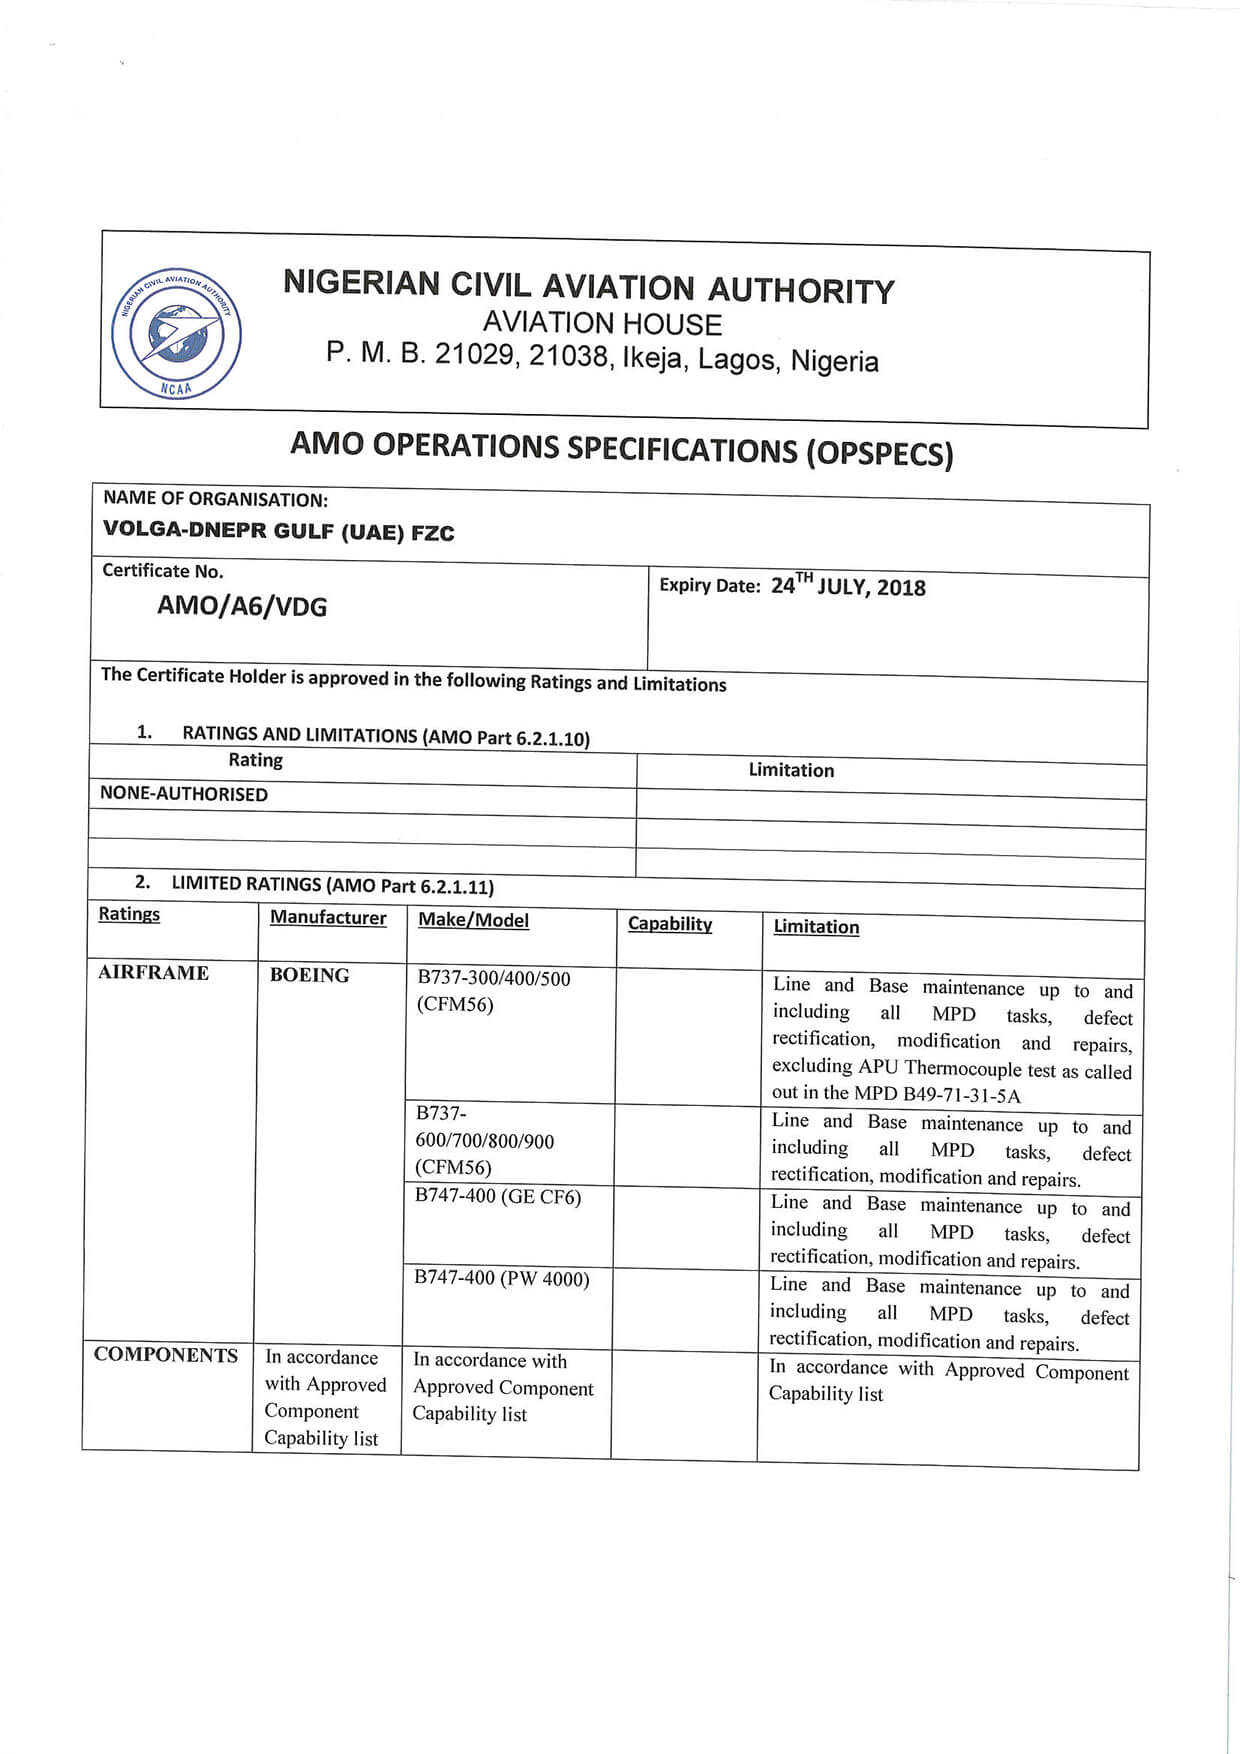 NIGERIAN CIVIL AVIATION AUTHORITY
NCAA
NIGERIAN CIVIL AVIATION AUTHORITY
AVIATION HOUSE
P. M. B. 21029, 21038, Ikeja, Lagos, Nigeria
AMO OPERATIONS SPECIFICATIONS (OPSPECS)
NAME OF ORGANISATION:
VOLGA-DNEPR GULF (UAE) FZC
Certificate No.
AMO/A6/VDG
Expiry Date: 24TH JULY, 2018
The Certificate Holder is approved in the following Ratings and Limitations
1. RATINGS AND LIMITATIONS (AMO Part 6.2.1.10)
Rating
Limitation
NONE-AUTHORISED
2. LIMITED RATINGS (AMO Part 6.2.1.11)
Ratings
Manufacturer
Make/Model
Capability
Limitation
AIRFRAME
BOEING
B737-300/400/500
(CFM56)
Line and Base maintenance up to and
including all MPD tasks, defect
rectification, modification and repairs,
excluding APU Thermocouple test as called
out in the MPD B49-71-31-5A
B737-
600/700/800/900
(CFM56)
Line and Base maintenance up to and
including all MPD tasks, defect
rectification, modification and repairs.
B747-400 (GE CF6)
Line and Base maintenance up to and
including all MPD tasks, defect
rectification, modification and repairs.
B747-400 (PW 4000)
Line and Base maintenance up to and
including all MPD tasks, defect
rectification, modification and repairs.
COMPONENTS
In accordance
with Approved
Component
Capability list
In accordance with
Approved Component
Capability list
In accordance with Approved Component
Capability list